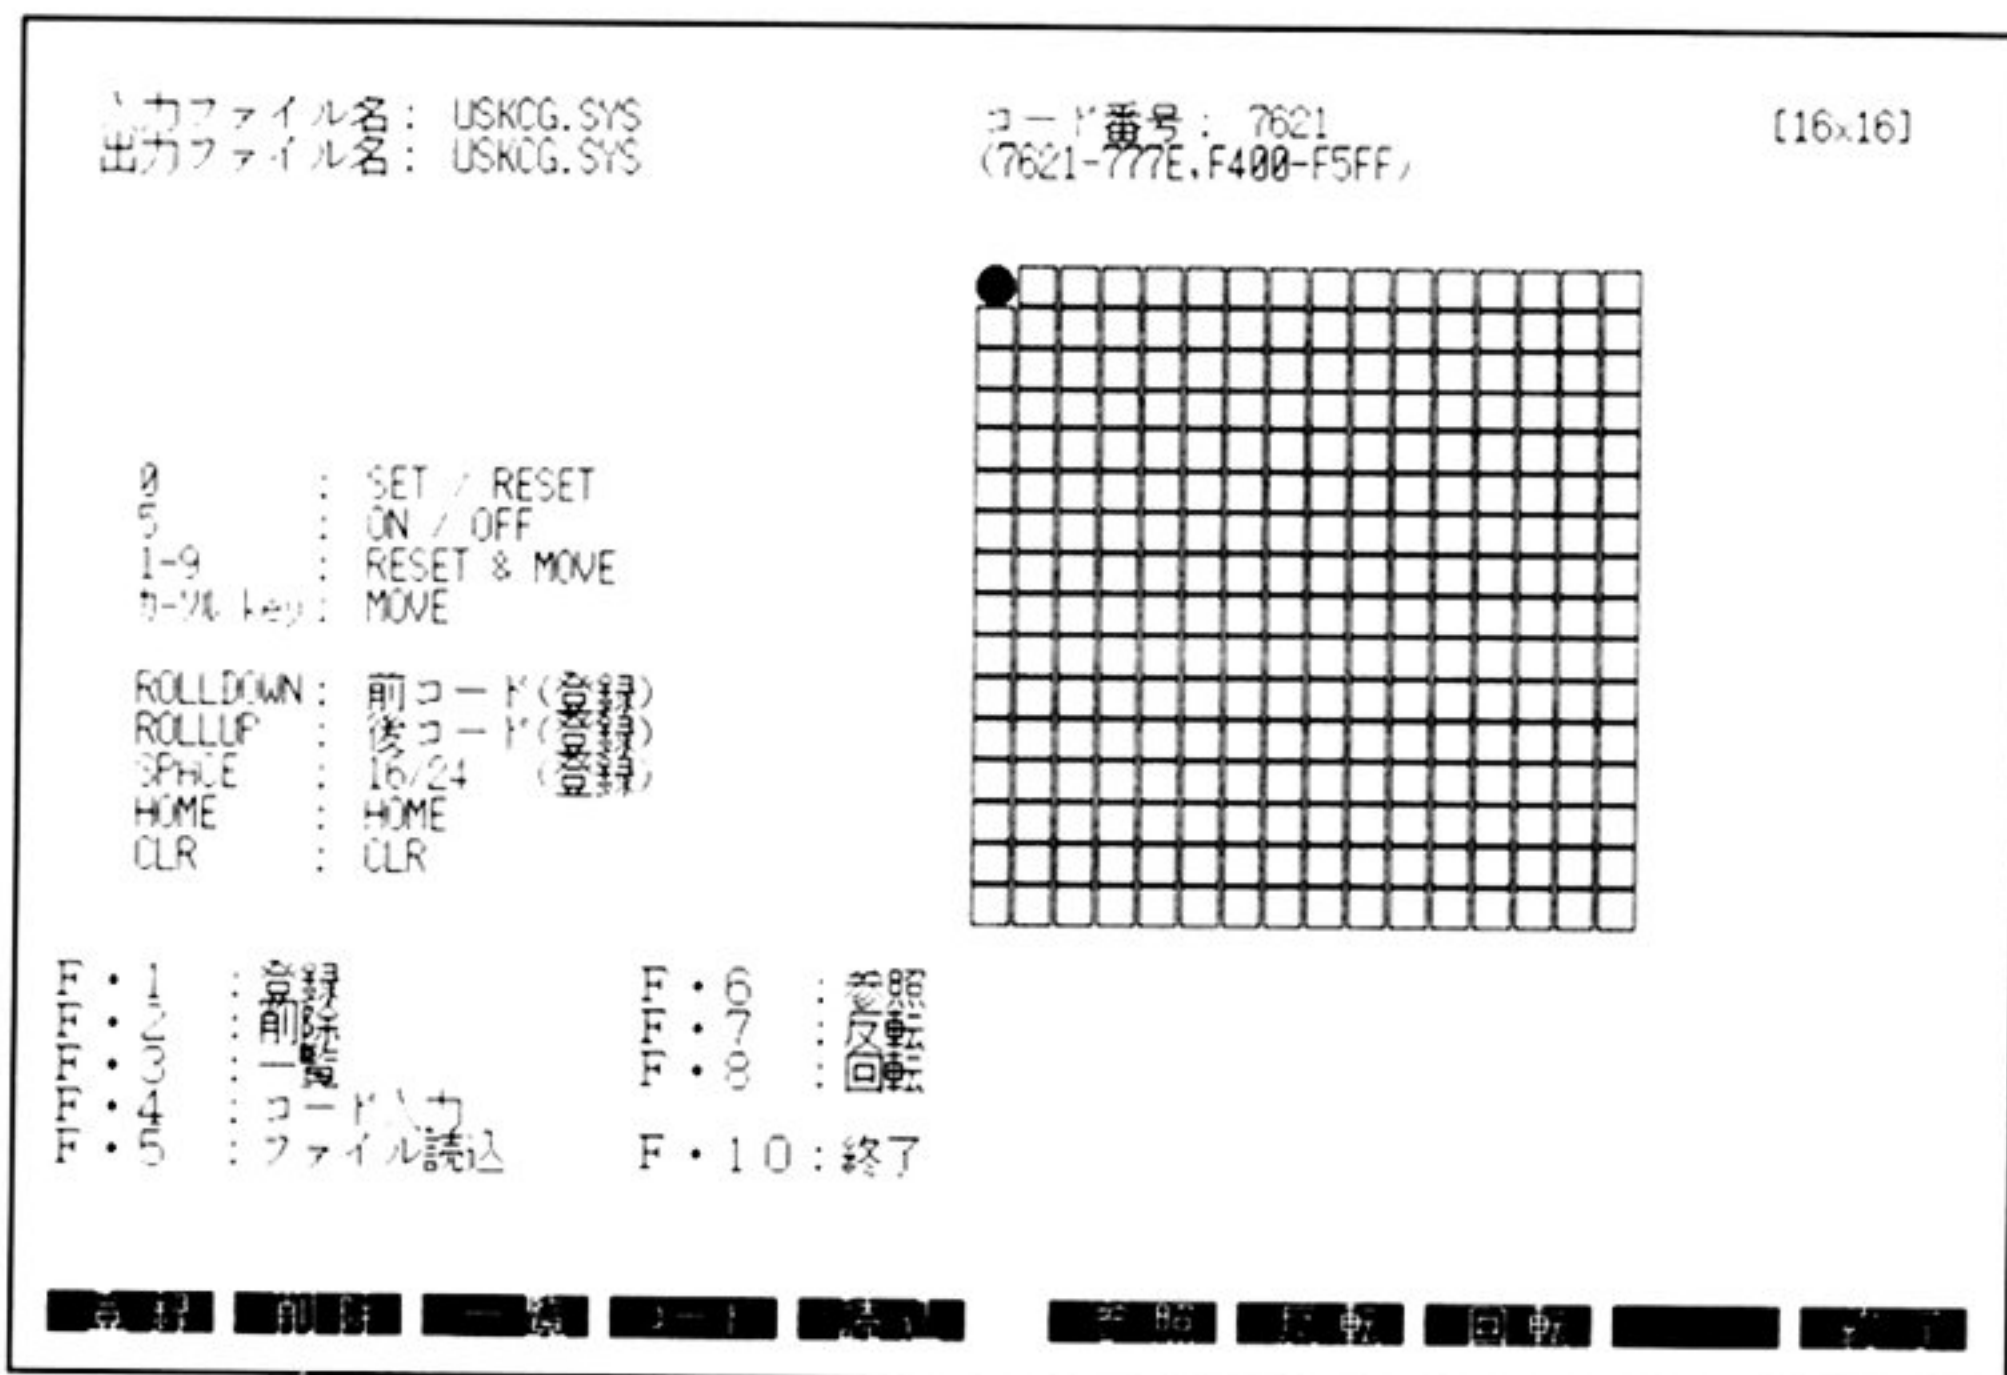 入力ファイル名: USKCG.SYS
出力ファイル名: USKCG.SYS
コード番号: 7621
(7621-777E,F400-F5FF)
[16×16]
0 : SET / RESET
5 : ON / OFF
1-9 : RESET & MOVE
カーソル key : MOVE
ROLLDOWN : 前コード(登録)
ROLLUP : 後コード(登録)
SPACE : 16/24 (登録)
HOME : HOME
CLR : CLR
F・1 :登録
F・2 :削除
F・3 :一覧
F・4 :コード入力
F・5 :ファイル読込
F・6 :参照
F・7 :反転
F・8 :回転
F・10:終了
登録 削除 一覧 コード 読込 参照 反転 回転 終了